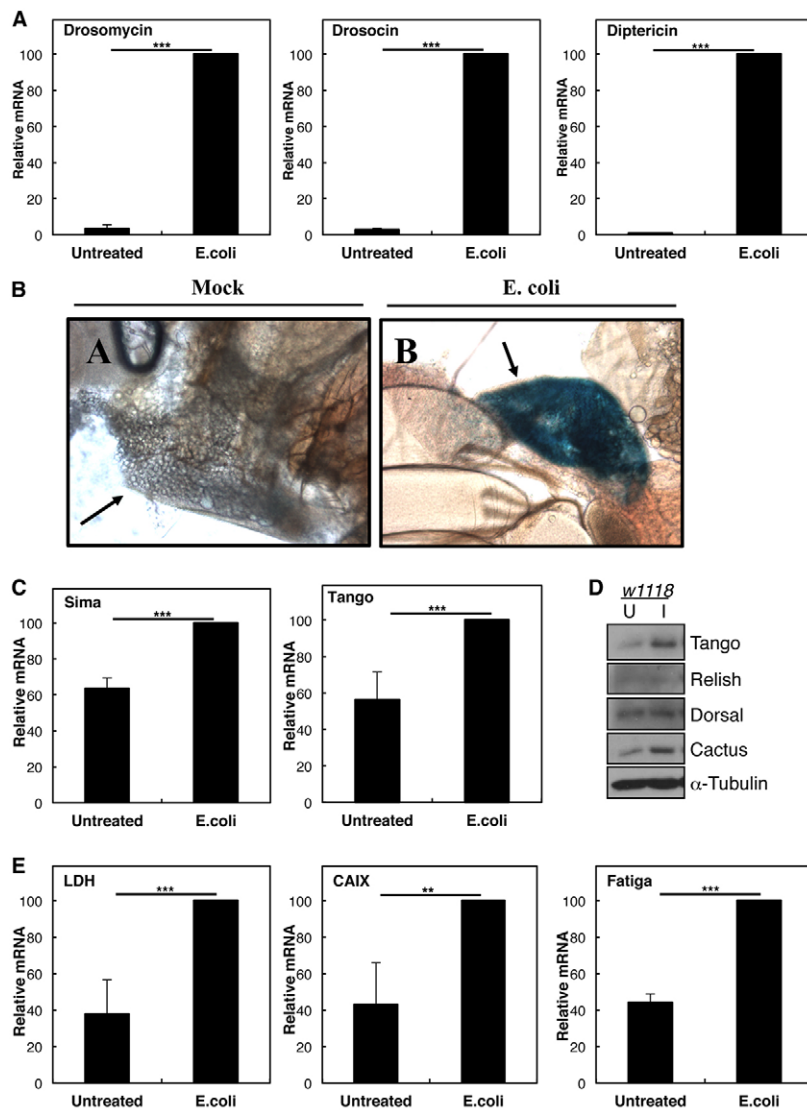 A
Drosomycin
***
Relative mRNA
100
80
60
40
20
0
Untreated E.coli
Drosocin
***
Relative mRNA
100
80
60
40
20
0
Untreated E.coli
Diptericin
***
Relative mRNA
100
80
60
40
20
0
Untreated E.coli
B
Mock
E. coli
A
B
C
Sima
***
Relative mRNA
100
80
60
40
20
0
Untreated E.coli
Tango
***
Relative mRNA
100
80
60
40
20
0
Untreated E.coli
D
w1118
U I
Tango
Relish
Dorsal
Cactus
α-Tubulin
E
LDH
***
Relative mRNA
100
80
60
40
20
0
Untreated E.coli
CAIX
**
Relative mRNA
100
80
60
40
20
0
Untreated E.coli
Fatiga
***
Relative mRNA
100
80
60
40
20
0
Untreated E.coli